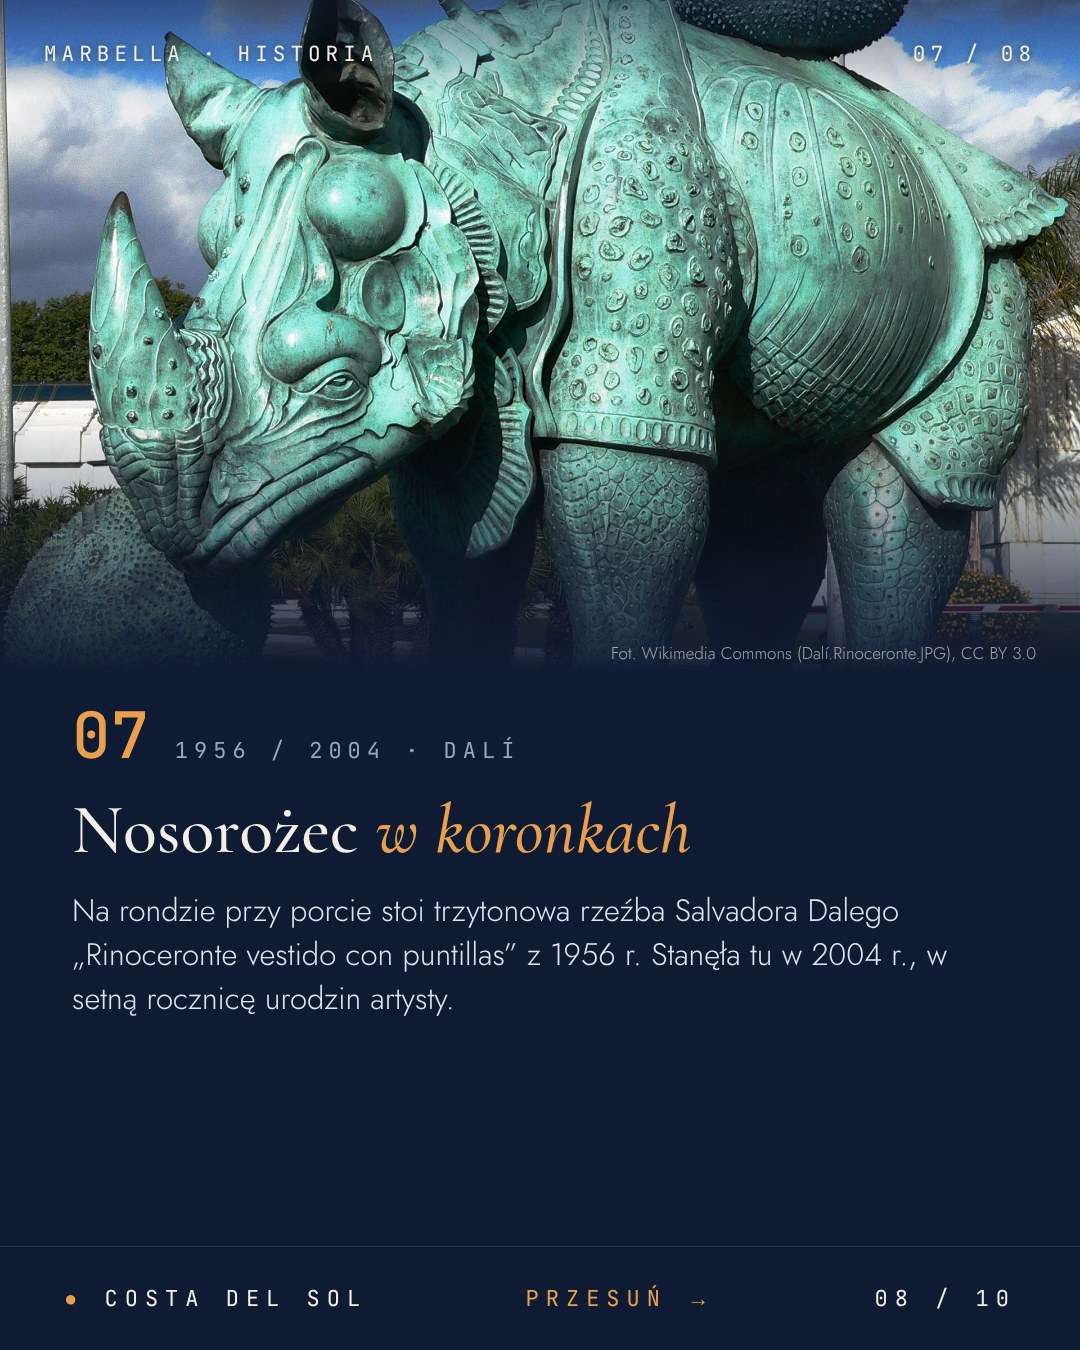 MARBELLA · HISTORIA
07 / 08
Fot. Wikimedia Commons (Dalí.Rinoceronte.JPG), CC BY 3.0
07 1956 / 2004 · DALÍ
Nosorożec w koronkach
Na rondzie przy porcie stoi trzytonowa rzeźba Salvadora Dalego
„Rinoceronte vestido con puntillas” z 1956 r. Stanęła tu w 2004 r., w
setną rocznicę urodzin artysty.
● COSTA DEL SOL
PRZESUŃ →
08 / 10